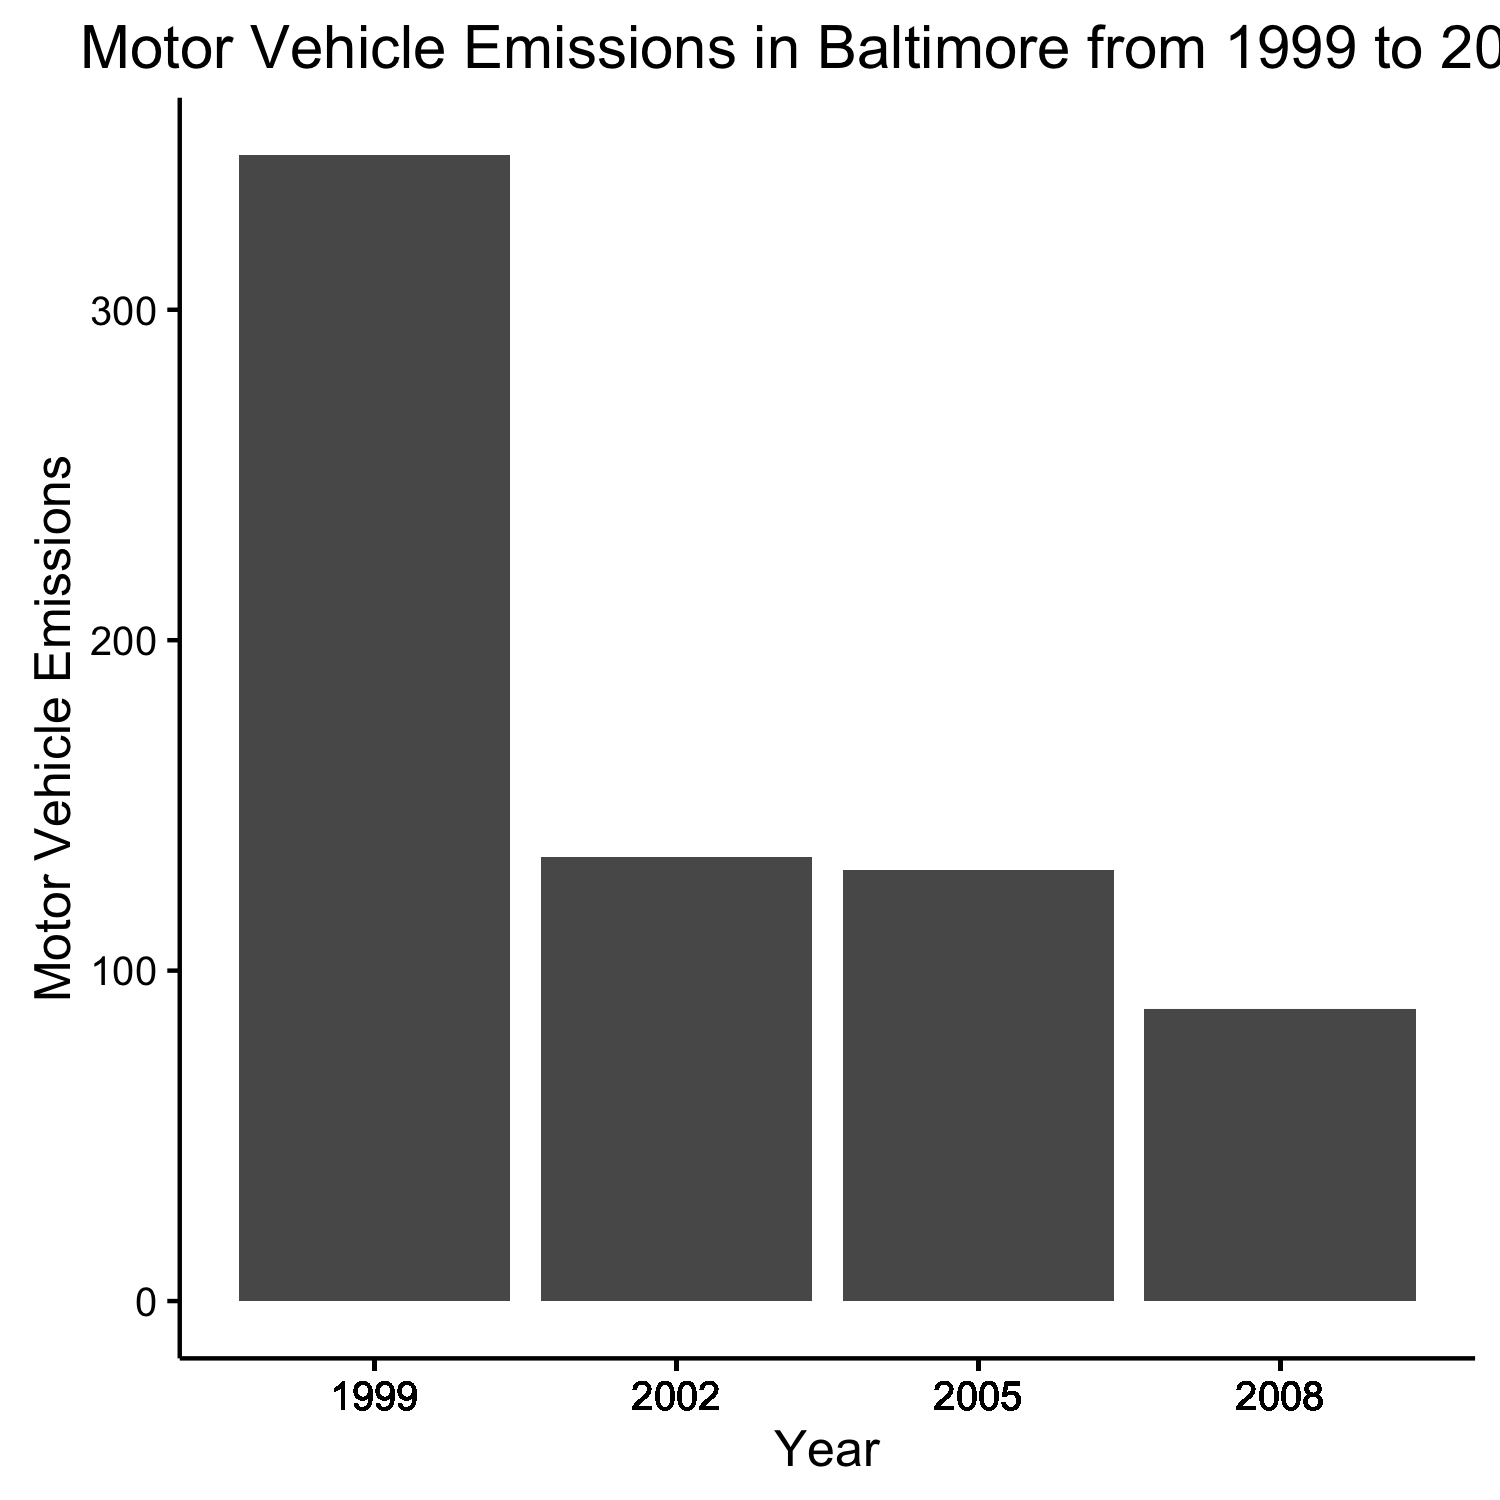 Motor Vehicle Emissions in Baltimore from 1999 to 20
Motor Vehicle Emissions
300
200
100
0
1999 2002 2005 2008
Year